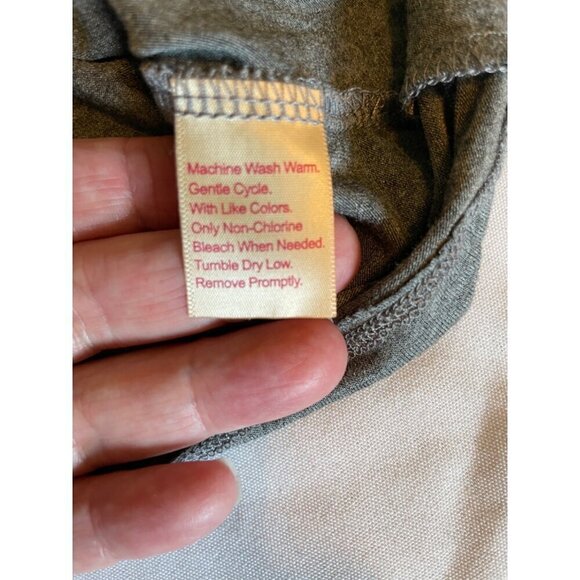 Machine Wash Warm.
Gentle Cycle.
With Like Colors.
Only Non-Chlorine
Bleach When Needed.
Tumble Dry Low.
Remove Promptly.